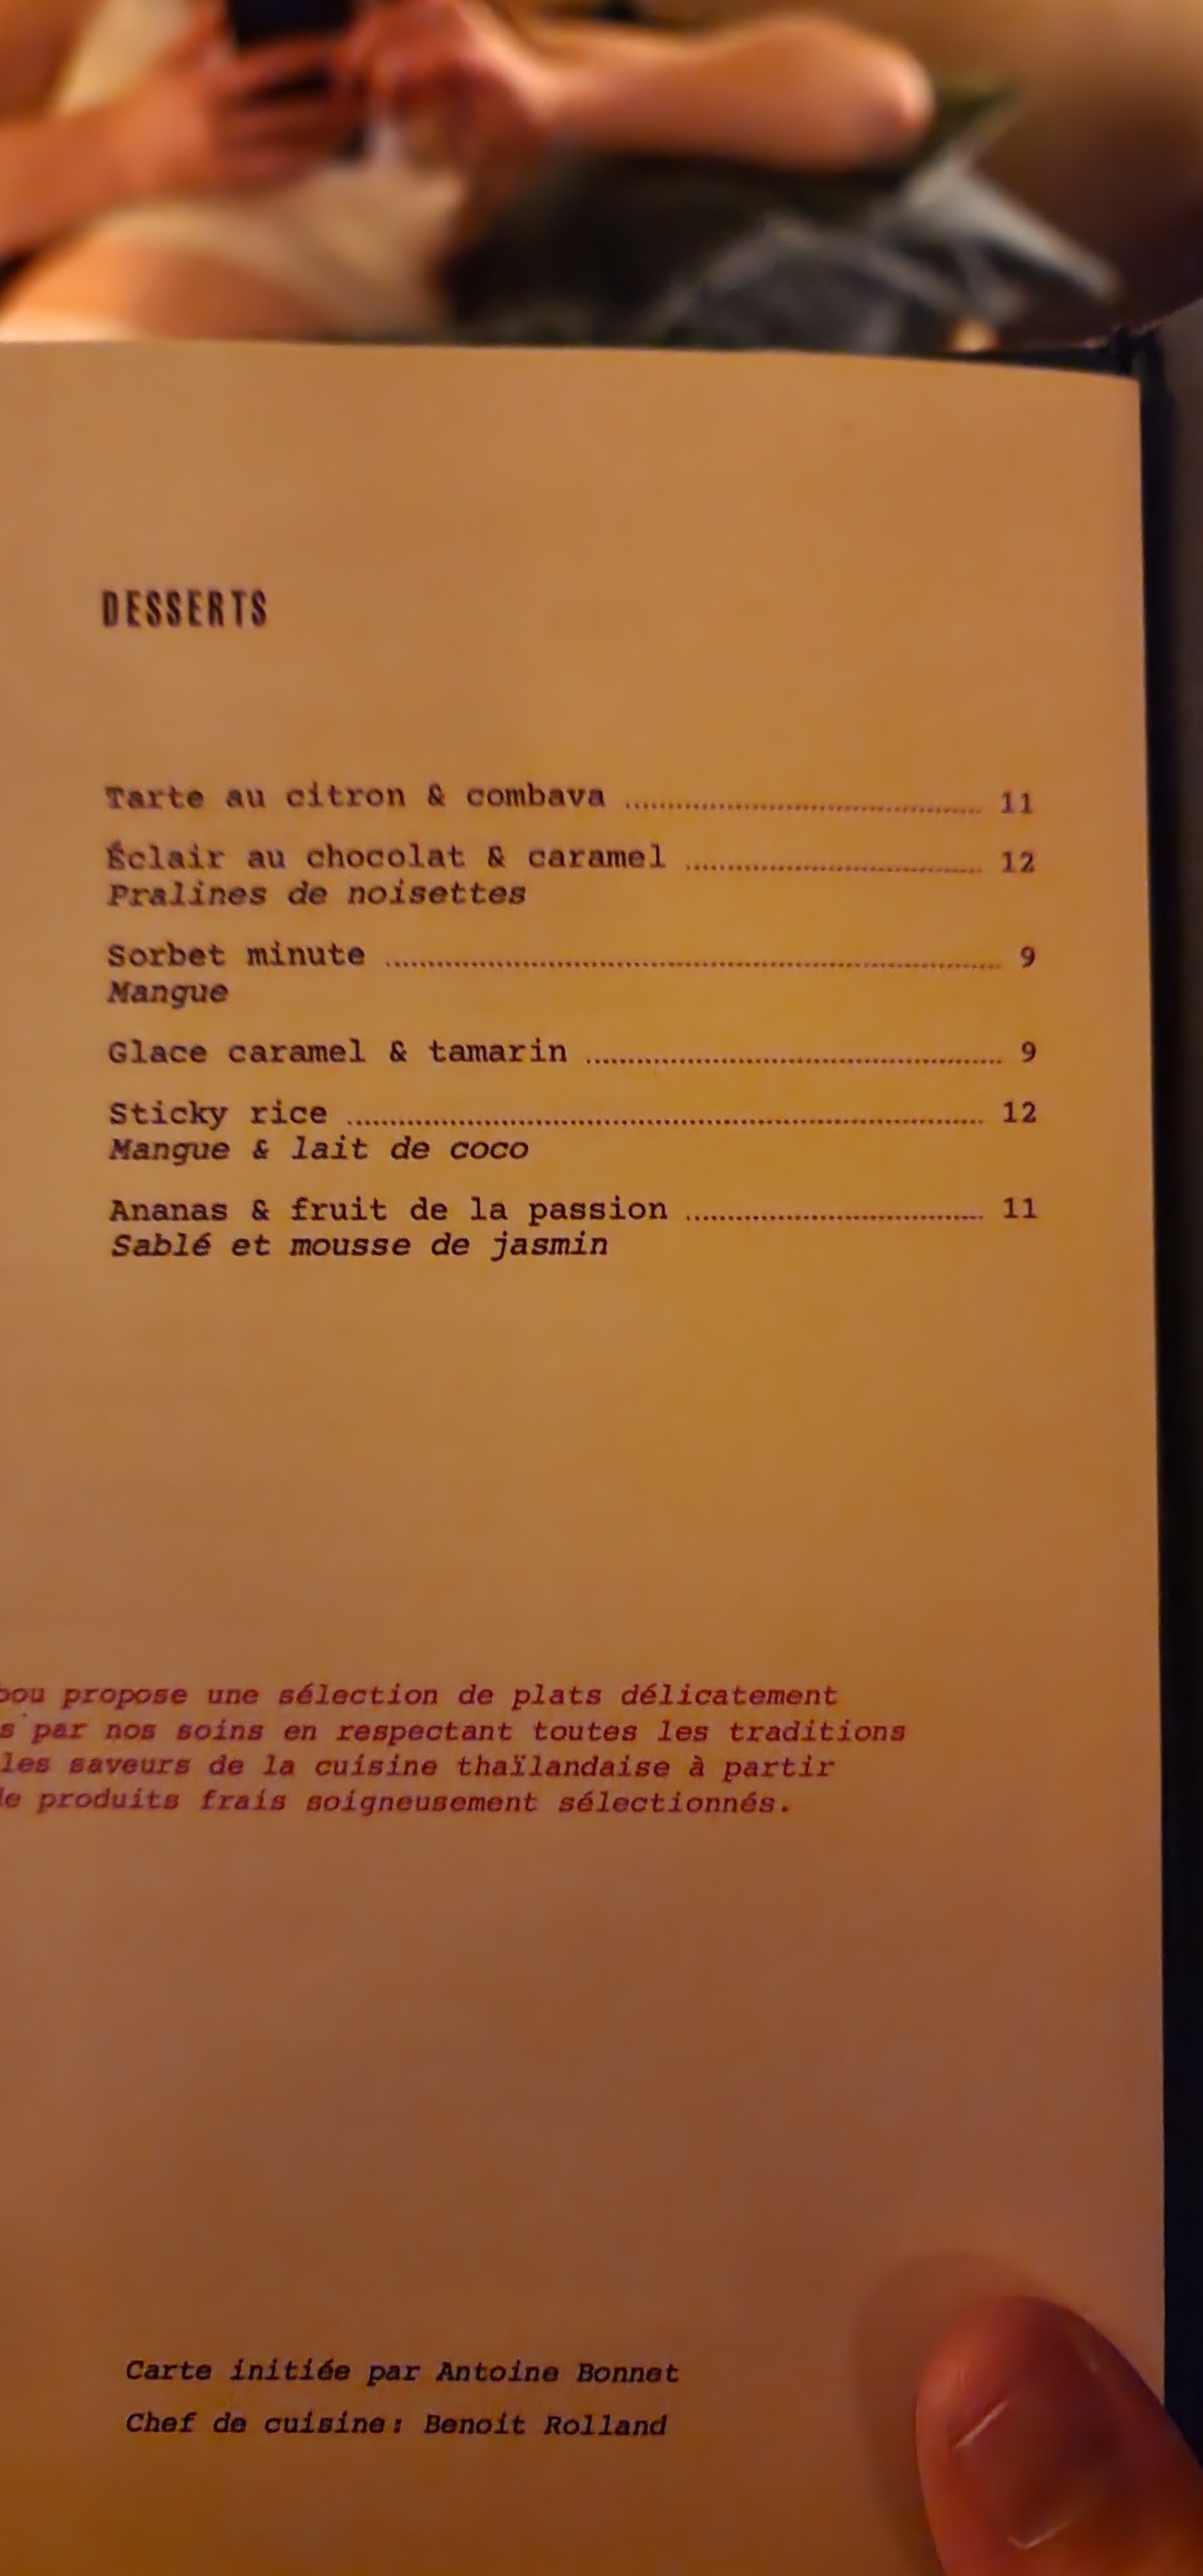 DESSERTS
Tarte au citron & combava ........ 11
Éclair au chocolat & caramel ........ 12
Pralines de noisettes
Sorbet minute ........ 9
Mangue
Glace caramel & tamarin ........ 9
Sticky rice ........ 12
Mangue & lait de coco
Ananas & fruit de la passion ........ 11
Sablé et mousse de jasmin
propose une sélection de plats délicatement
par nos soins en respectant toutes les traditions
les saveurs de la cuisine thaïlandaise à partir
produits frais soigneusement sélectionnés.
Carte initiée par Antoine Bonnet
Chef de cuisine: Benoit Rolland